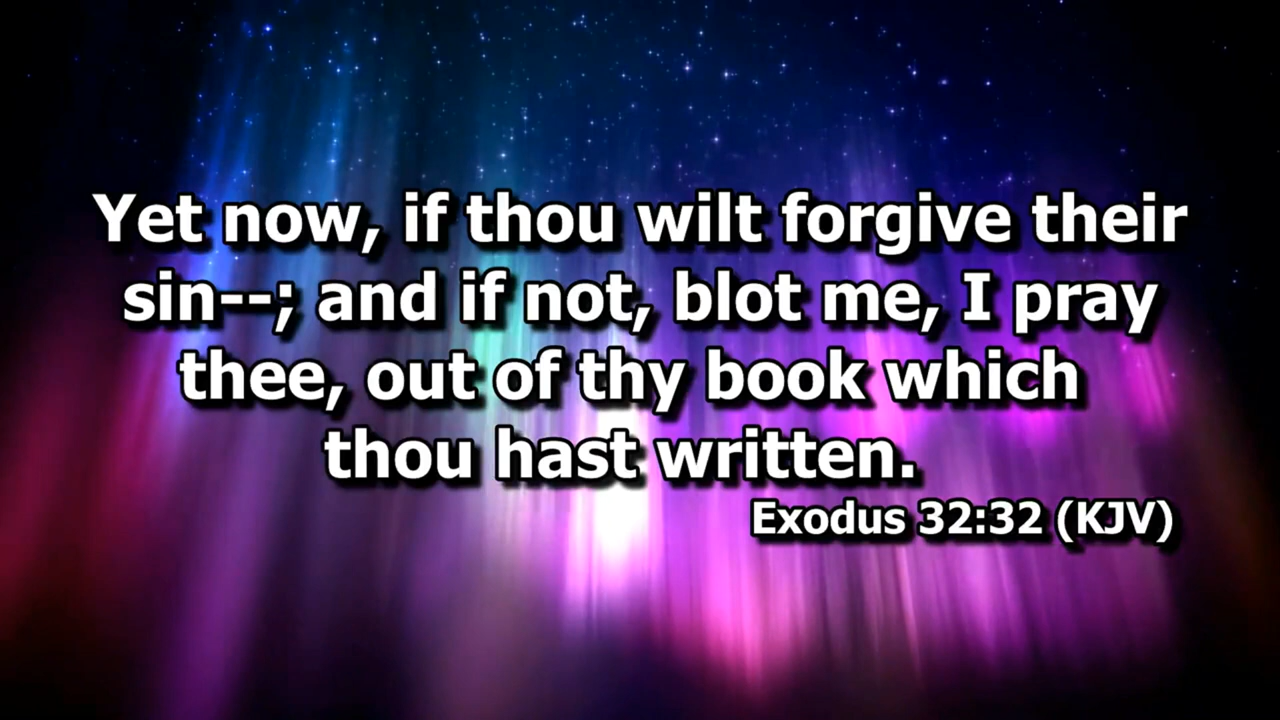 Yet now, if thou wilt forgive their
sin--; and if not, blot me, I pray
thee, out of thy book which
thou hast written.
Exodus 32:32 (KJV)